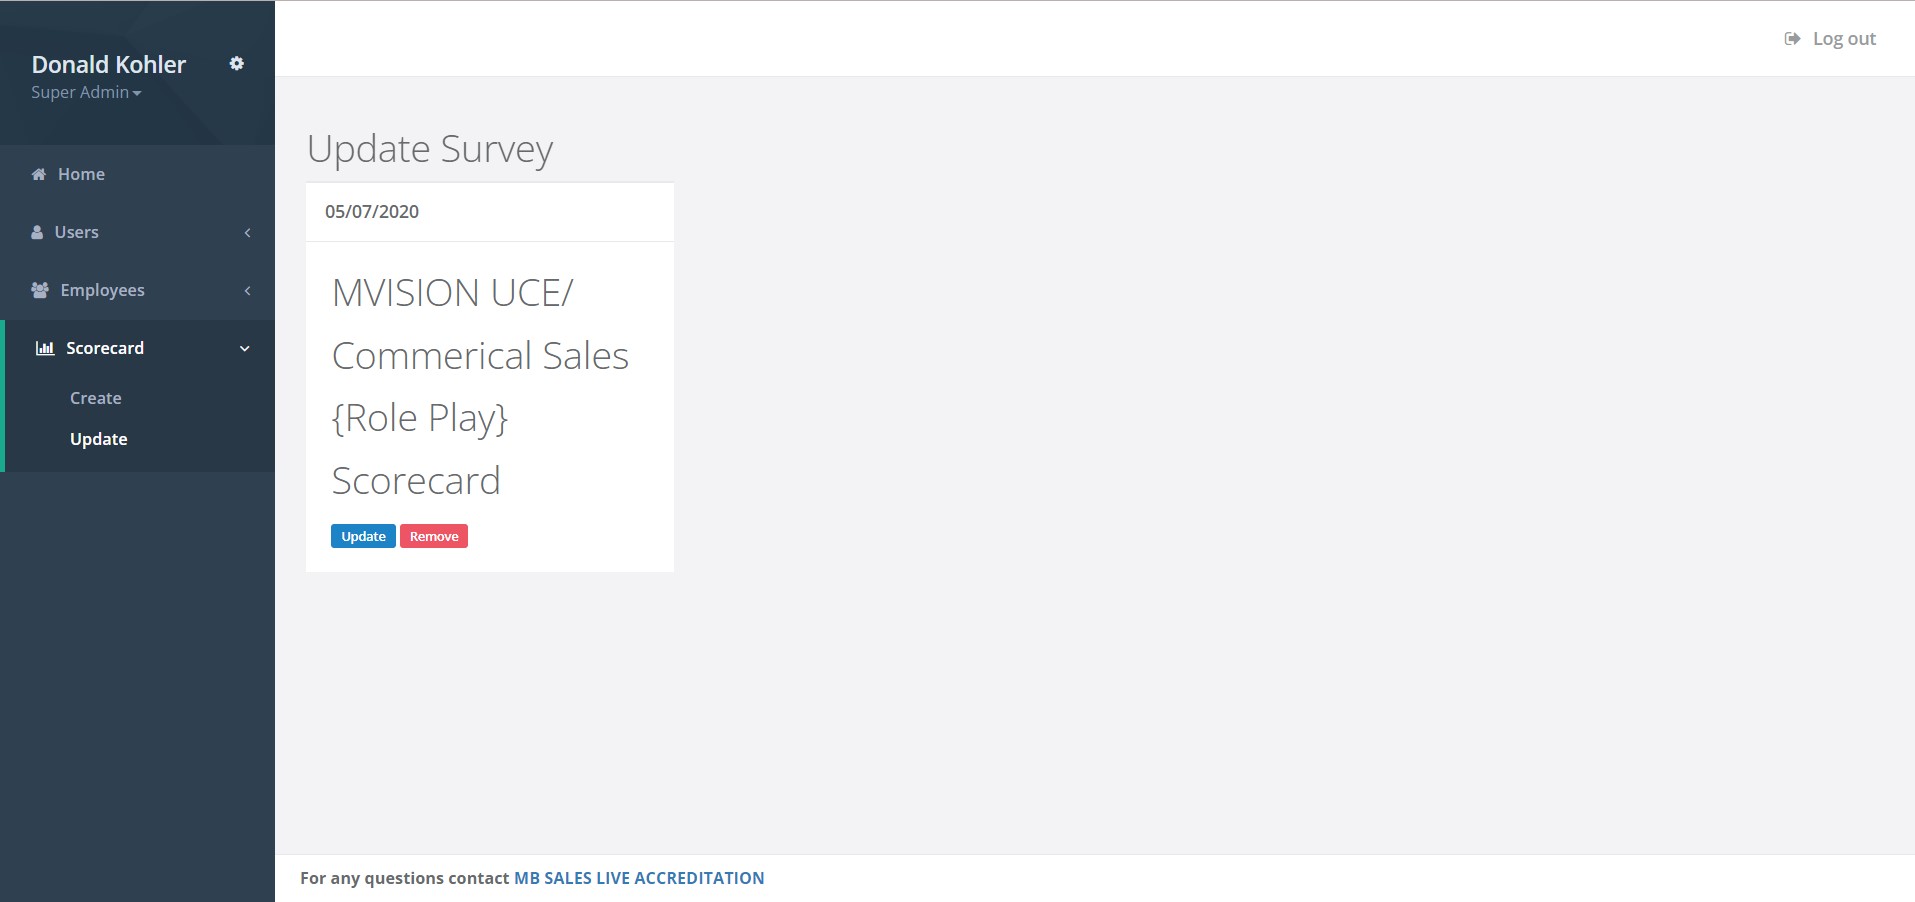 Donald Kohler
Super Admin
Log out
Home
Users
Employees
Scorecard
Create
Update
Update Survey
05/07/2020
MVISION UCE/
Commerical Sales
{Role Play}
Scorecard
Update Remove
For any questions contact MB SALES LIVE ACCREDITATION